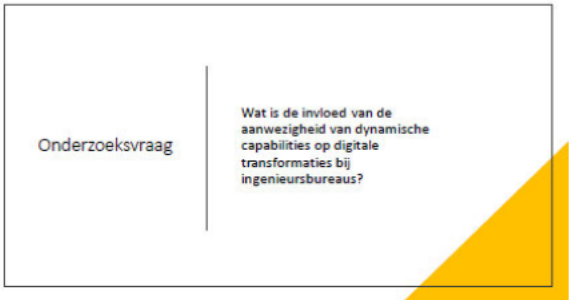 Onderzoeksvraag
Wat is de invloed van de
aanwezigheid van dynamische
capabilities op digitale
transformaties bij
ingenieursbureaus?